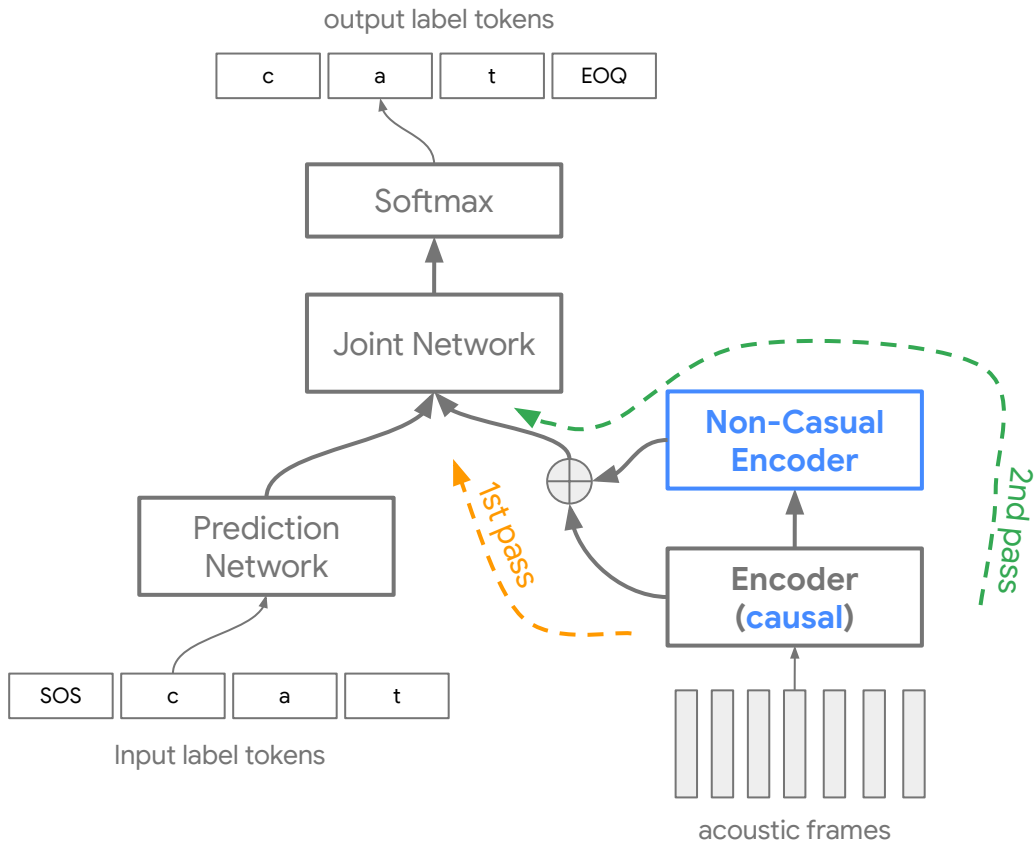 output label tokens
c a t EOQ
Softmax
Joint Network
Non-Casual
Encoder
1st pass
2nd pass
Prediction
Network
Encoder
(causal)
SOS c a t
Input label tokens
acoustic frames